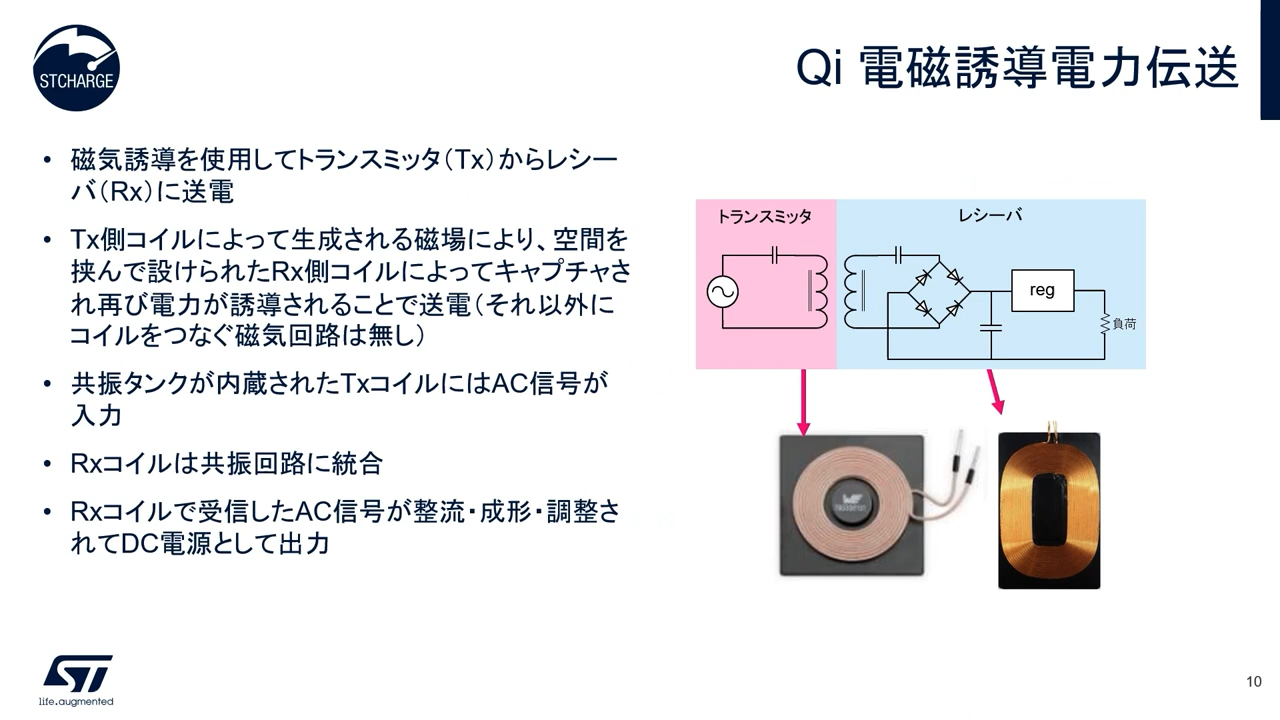 STCHARGE
Qi 電磁誘導電力伝送
• 磁気誘導を使用してトランスミッタ（Tx）からレシー
バ（Rx）に送電
• Tx側コイルによって生成される磁場により、空間を
挟んで設けられたRx側コイルによってキャプチャさ
れ再び電力が誘導されることで送電（それ以外に
コイルをつなぐ磁気回路は無し）
• 共振タンクが内蔵されたTxコイルにはAC信号が
入力
• Rxコイルは共振回路に統合
• Rxコイルで受信したAC信号が整流・成形・調整さ
れてDC電源として出力
トランスミッタ
レシーバ
reg
負荷
ST
life.augmented
10